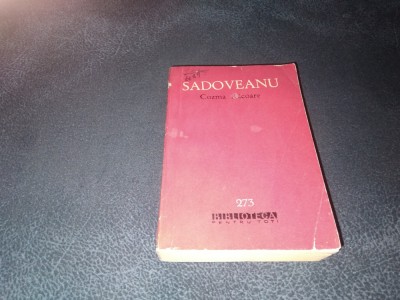 SADOVEANU
Cozma Răcoare
273
BIBLIOTECA
PENTRU TOȚI